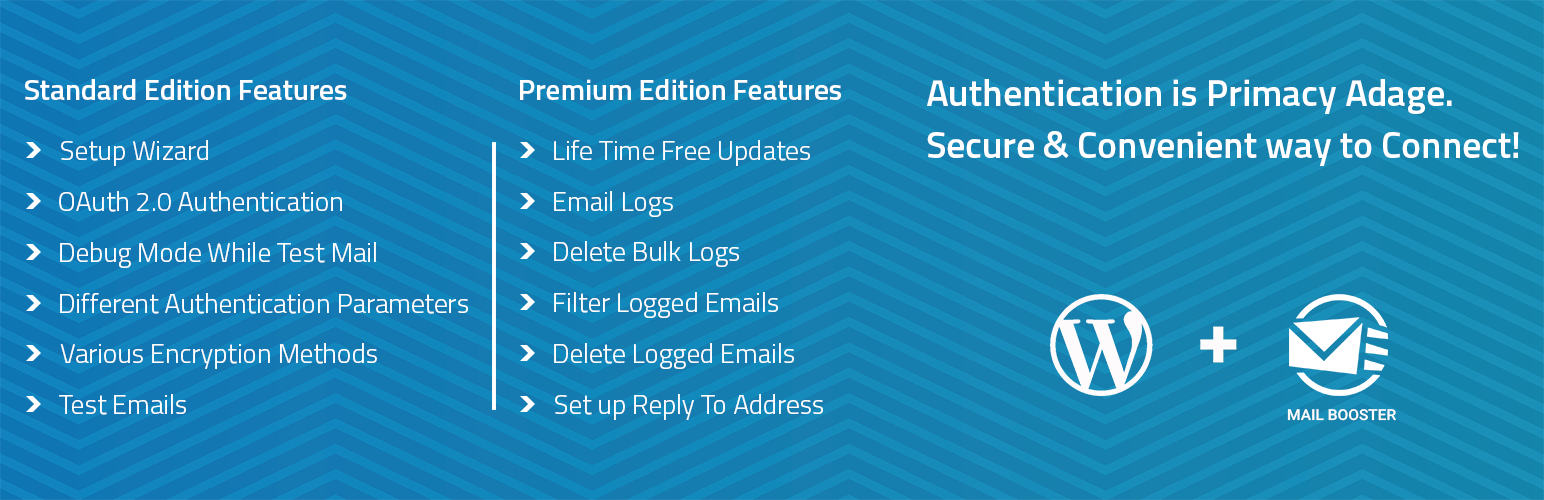 Standard Edition Features
Setup Wizard
OAuth 2.0 Authentication
Debug Mode While Test Mail
Different Authentication Parameters
Various Encryption Methods
Test Emails
Premium Edition Features
Life Time Free Updates
Email Logs
Delete Bulk Logs
Filter Logged Emails
Delete Logged Emails
Set up Reply To Address
Authentication is Primacy Adage.
Secure & Convenient way to Connect!
W
+
MAIL BOOSTER